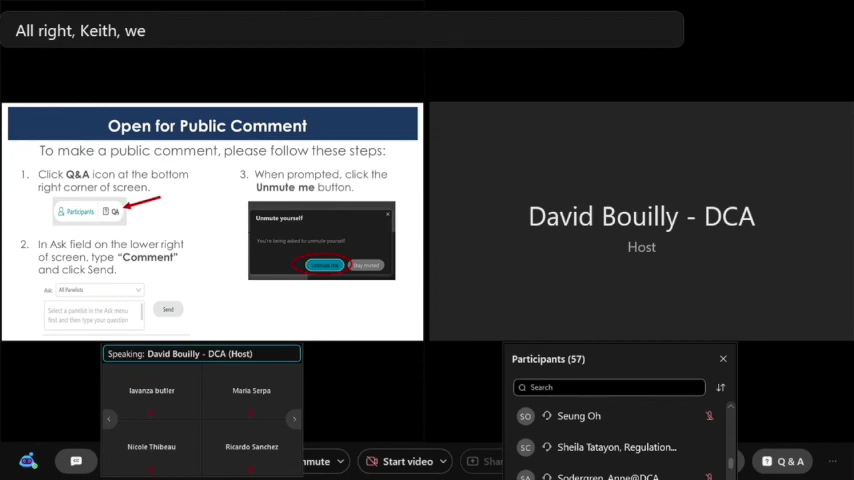 All right, Keith, we
Open for Public Comment
To make a public comment, please follow these steps:
1. Click Q&A icon at the bottom
right corner of screen.
Participants
QA
2. In Ask field on the lower right
of screen, type “Comment”
and click Send.
Ask:
All Panelists
Select a panelist in the Ask menu
first and then type your question
Send
3. When prompted, click the
Unmute me button.
Unmute yourself
You're being asked to unmute yourself.
Unmute me
Stay muted
David Bouilly - DCA
Host
Speaking: David Bouilly - DCA (Host)
lavanza butler
Maria Serpa
Nicole Thibeau
Ricardo Sanchez
Participants (57)
Search
SO
Seung Oh
SC
Sheila Tatayon, Regulation...
SA
Sodergren, Anne@DCA
nmute
Start video
Shar
Q & A